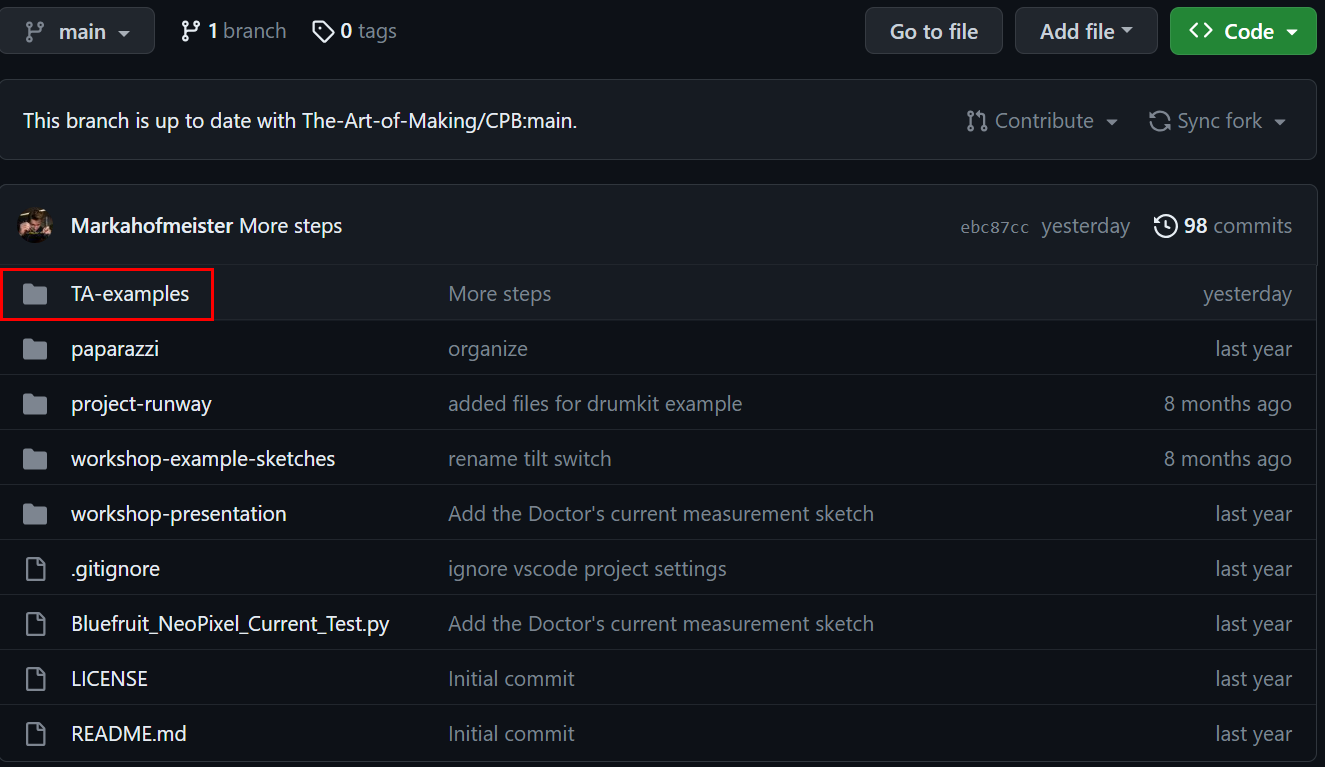 main 1 branch 0 tags Go to file Add file Code
This branch is up to date with The-Art-of-Making/CPB:main. Contribute Sync fork
Markahofmeister More steps ebc87cc yesterday 98 commits
TA-examples More steps yesterday
paparazzi organize last year
project-runway added files for drumkit example 8 months ago
workshop-example-sketches rename tilt switch 8 months ago
workshop-presentation Add the Doctor's current measurement sketch last year
.gitignore ignore vscode project settings last year
Bluefruit_NeoPixel_Current_Test.py Add the Doctor's current measurement sketch last year
LICENSE Initial commit last year
README.md Initial commit last year